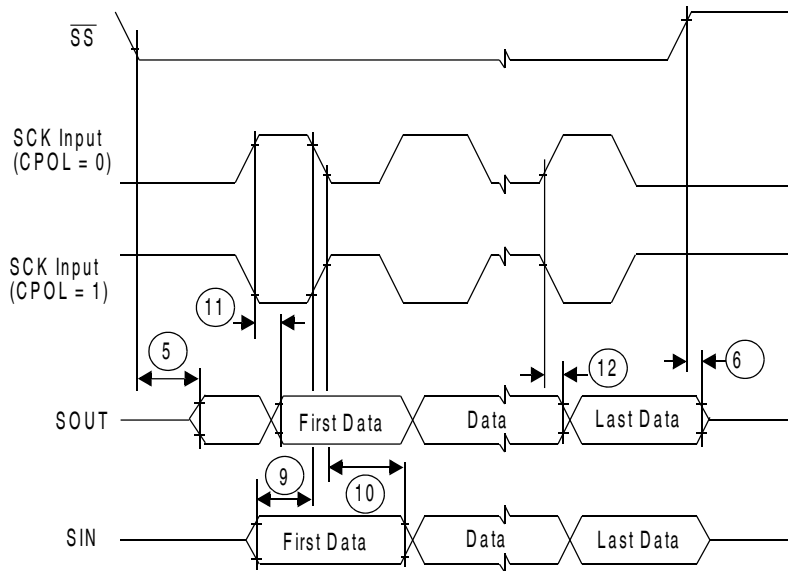 SS
SCK Input
(CPOL = 0)
SCK Input
(CPOL = 1)
11
5
12
6
SOUT
First Data
Data
Last Data
9
10
SIN
First Data
Data
Last Data